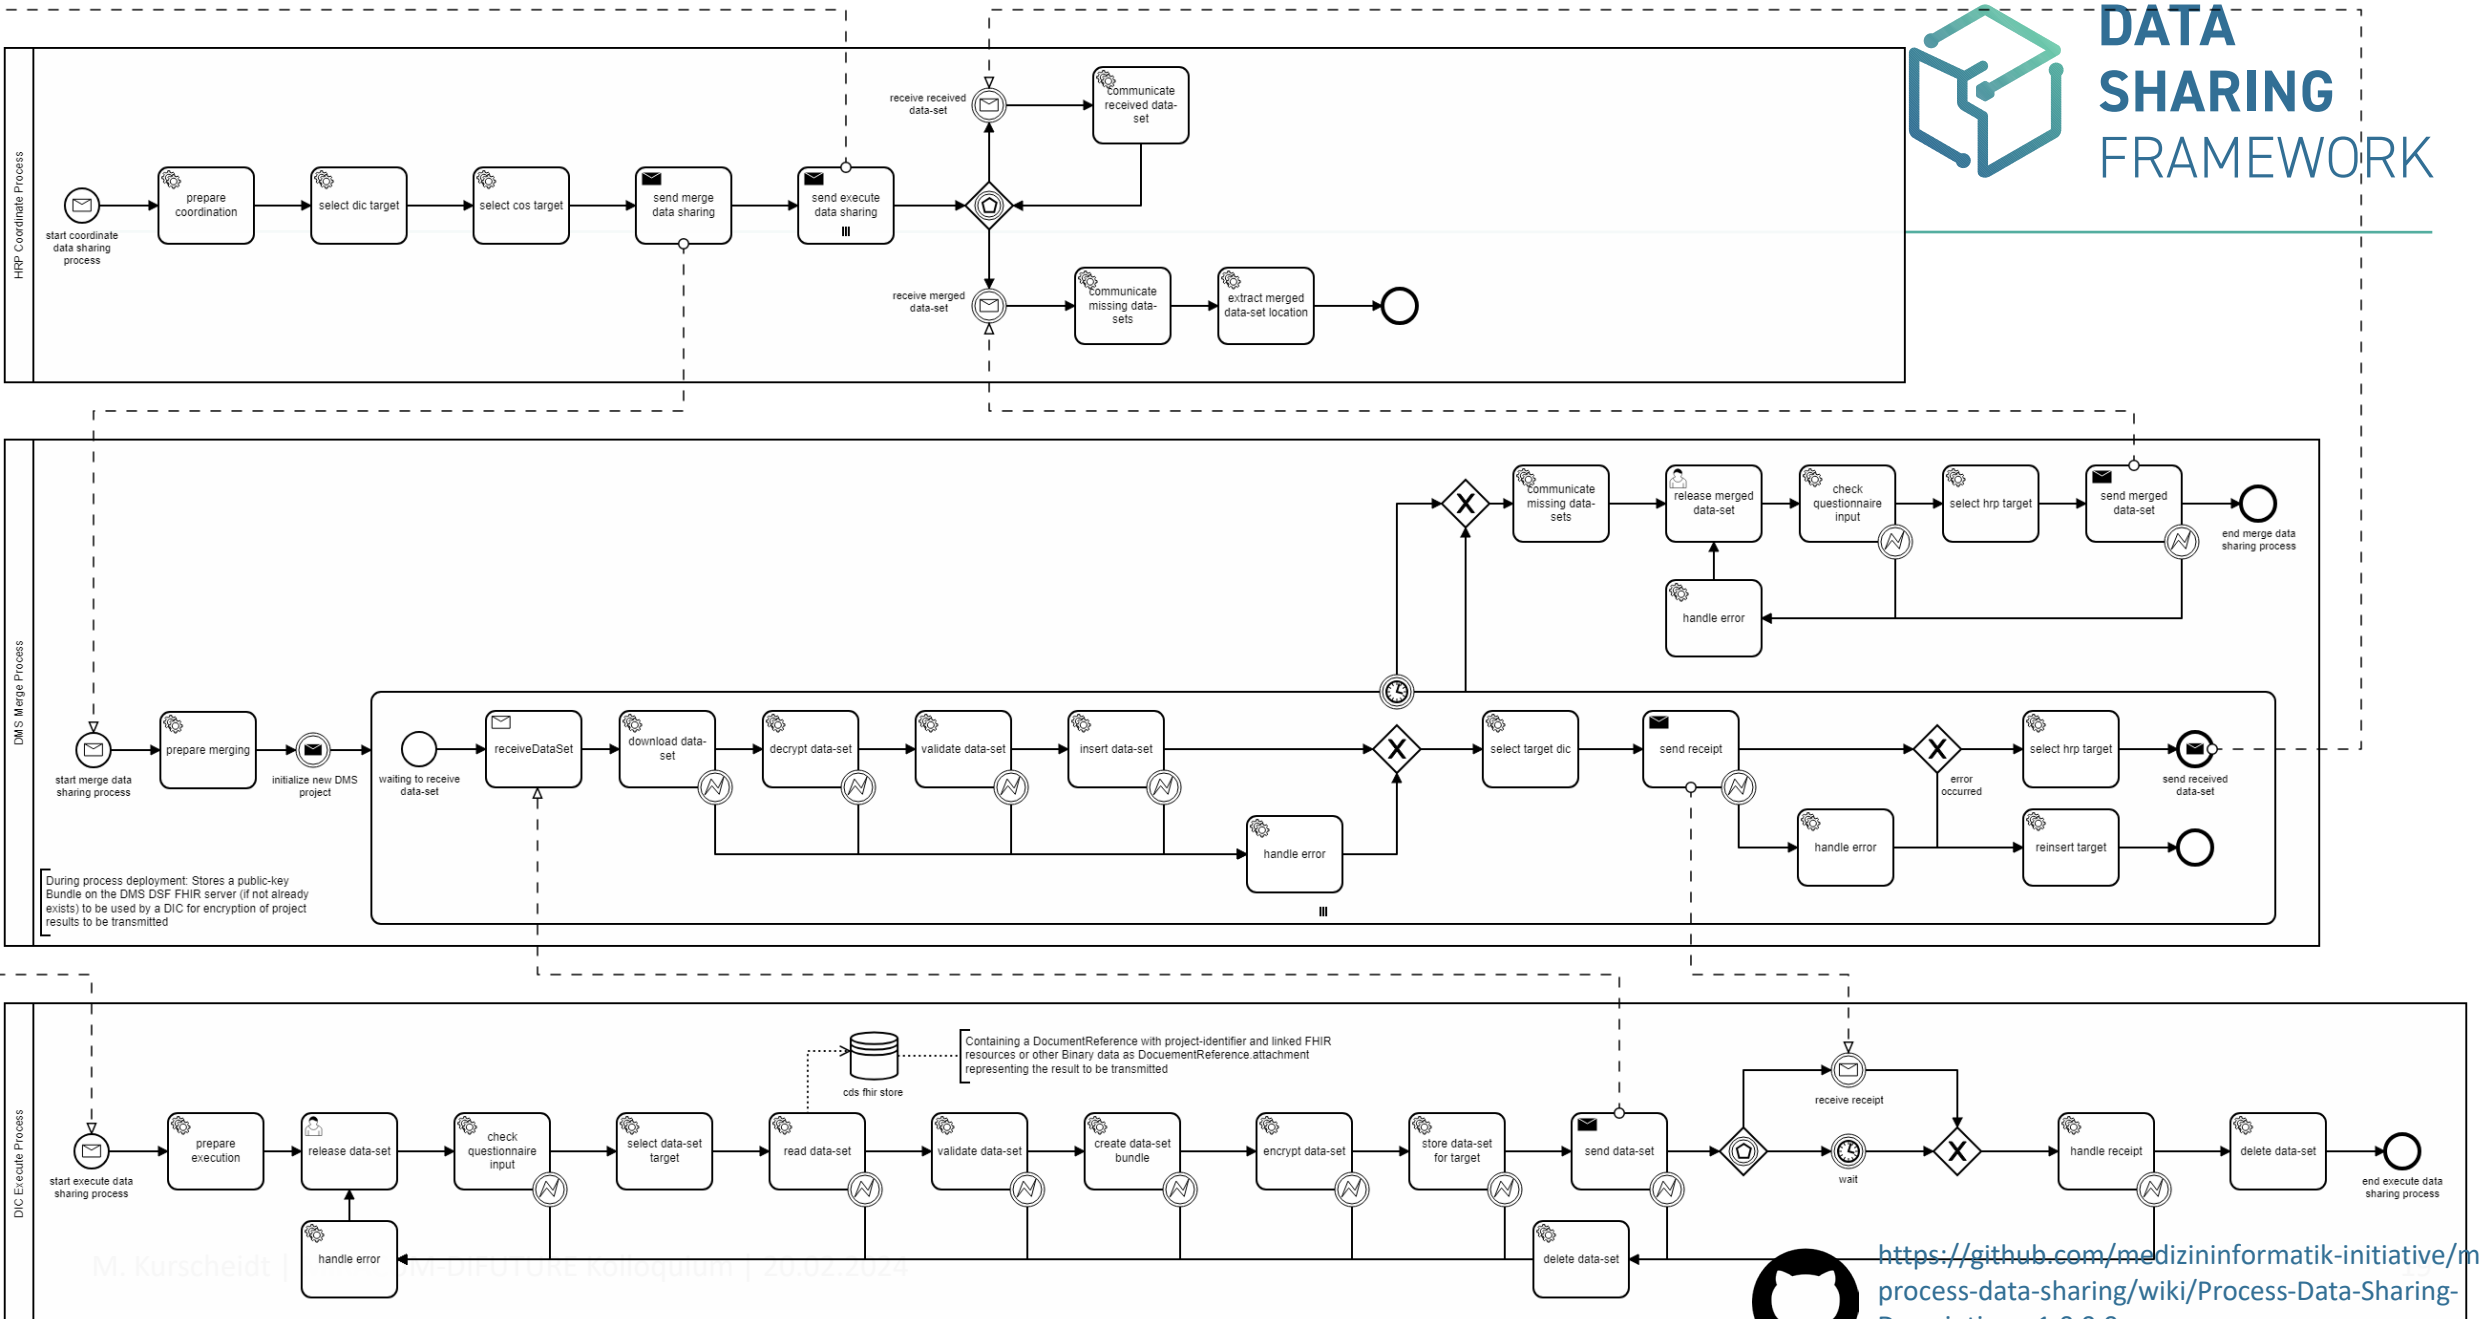 DATA
SHARING
FRAMEWORK
HRP Coordinate Process
start coordinate
data sharing
process
prepare
coordination
select dic target
select cos target
send merge
data sharing
send execute
data sharing
receive received
data-set
communicate
received data-
set
receive merged
data-set
communicate
missing data-
sets
extract merged
data-set location
DMS Merge Process
communicate
missing data-
sets
release merged
data-set
check
questionnaire
input
select hrp target
send merged
data-set
end merge data
sharing process
handle error
start merge data
sharing process
prepare merging
initialize new DMS
project
waiting to receive
data-set
receiveDataSet
download data-
set
decrypt data-set
validate data-set
insert data-set
handle error
select target dic
send receipt
error
occurred
select hrp target
send received
data-set
handle error
reinsert target
During process deployment: Stores a public-key
Bundle on the DMS DSF FHIR server (if not already
exists) to be used by a DIC for encryption of project
results to be transmitted
DIC Execute Process
cds fhir store
Containing a DocumentReference with project-identifier and linked FHIR
resources or other Binary data as DocuementReference.attachment
representing the result to be transmitted
start execute data
sharing process
prepare
execution
release data-set
check
questionnaire
input
select data-set
target
read data-set
validate data-set
create data-set
bundle
encrypt data-set
store data-set
for target
send data-set
receive receipt
wait
handle receipt
delete data-set
end execute data
sharing process
handle error
delete data-set
M. Kurscheidt | M-DIFUTURE Kolloquium | 20.02.2024
https://github.com/medizininformatik-initiative/m
process-data-sharing/wiki/Process-Data-Sharing-